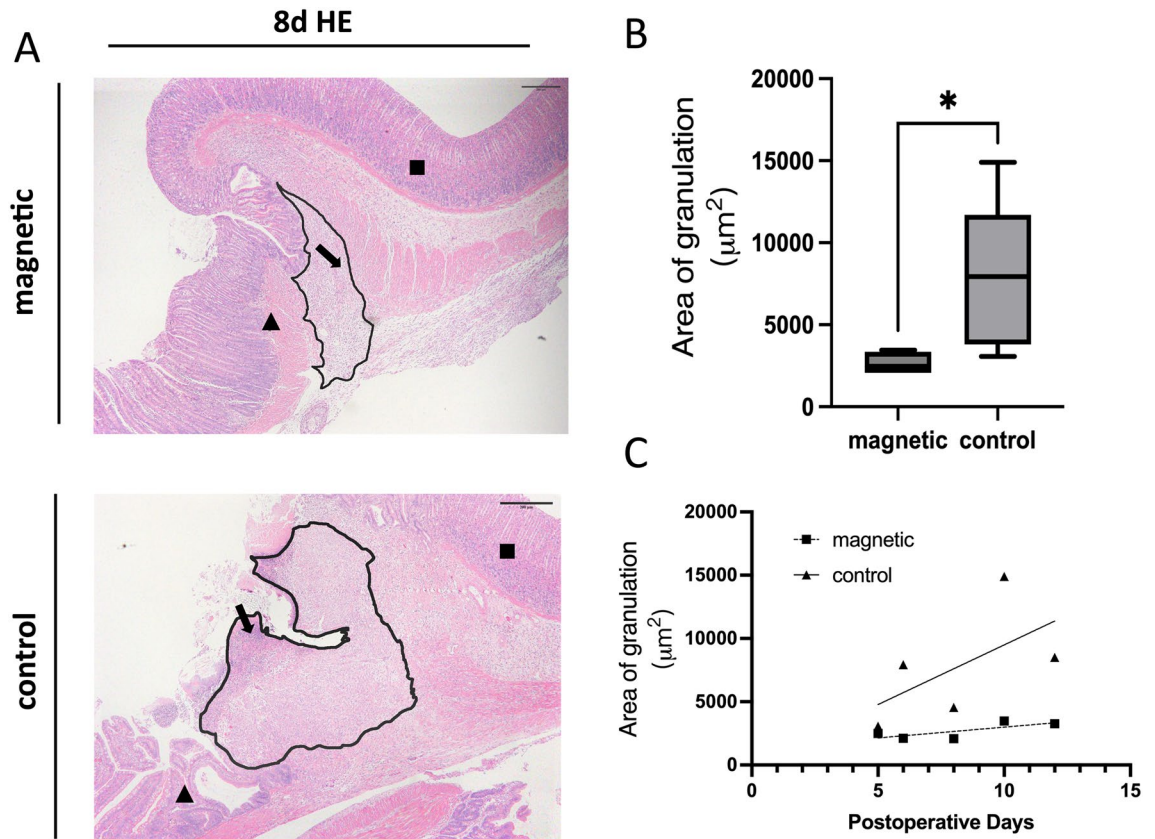 A
8d HE
magnetic
control
B
Area of granulation
(μm²)
20000
15000
10000
5000
0
*
magnetic control
C
Area of granulation
(μm²)
20000
15000
10000
5000
0
magnetic
control
0 5 10 15
Postoperative Days